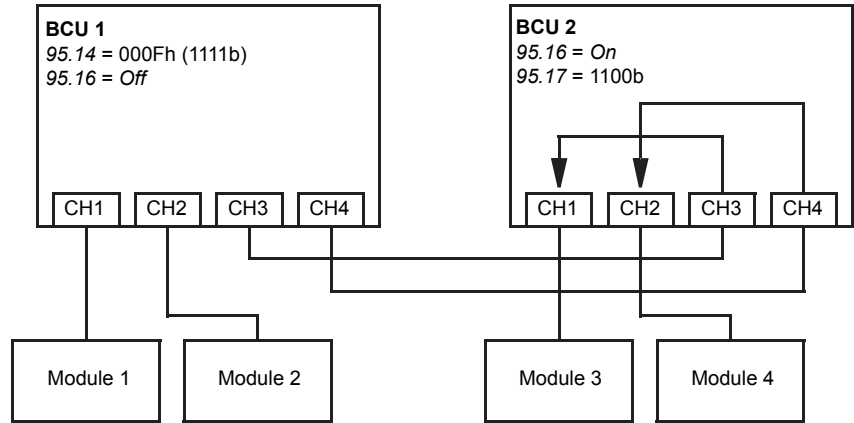 BCU 1
95.14 = 000Fh (1111b)
95.16 = Off
CH1 CH2 CH3 CH4
BCU 2
95.16 = On
95.17 = 1100b
CH1 CH2 CH3 CH4
Module 1
Module 2
Module 3
Module 4